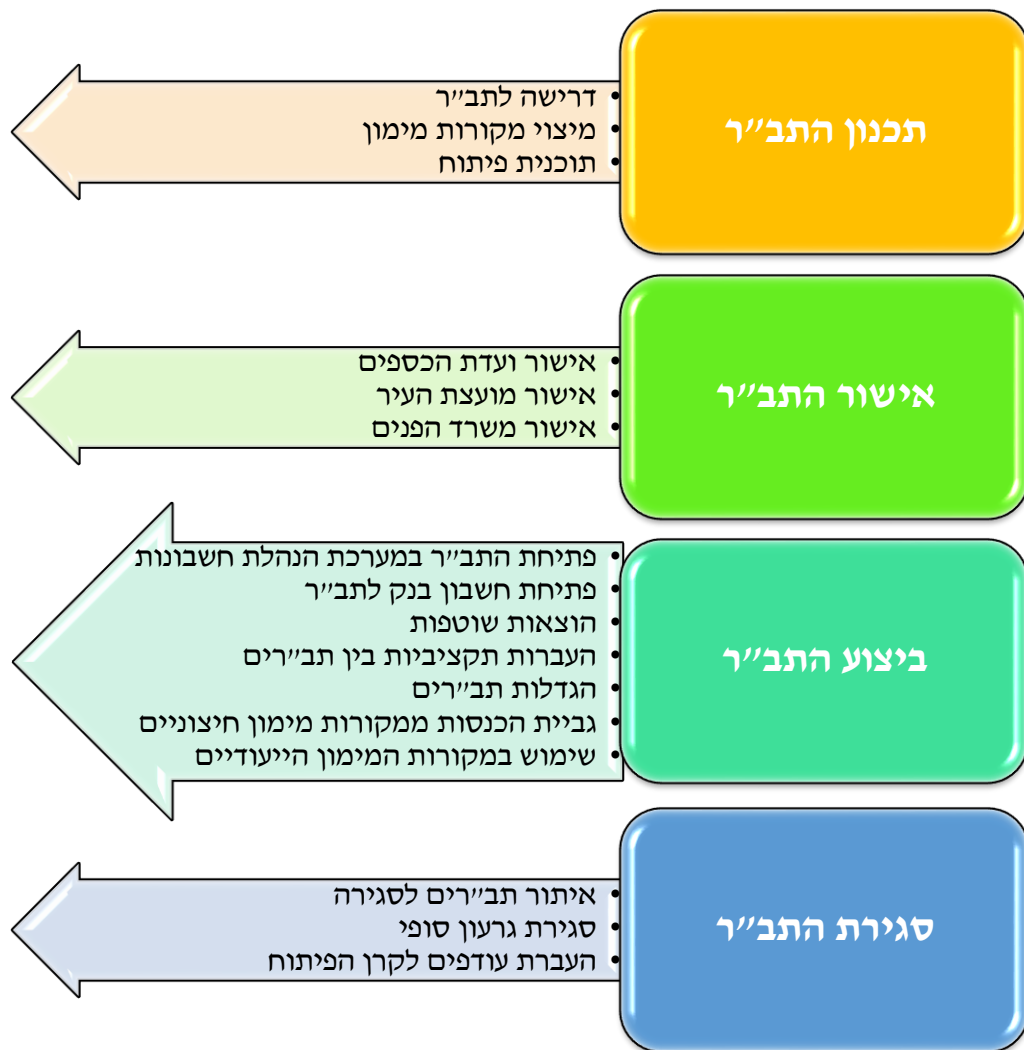 תכנון התב״ר
• דרישה לתב״ר
• מיצוי מקורות מימון
• תוכנית פיתוח
אישור התב״ר
• אישור ועדת הכספים
• אישור מועצת העיר
• אישור משרד הפנים
ביצוע התב״ר
• פתיחת התב״ר במערכת הנהלת חשבונות
• פתיחת חשבון בנק לתב״ר
• הוצאות שוטפות
• העברות תקציביות בין תב״רים
• הגדלות תב״רים
• גביית הכנסות ממקורות מימון חיצוניים
• שימוש במקורות המימון הייעודיים
סגירת התב״ר
• איתור תב״רים לסגירה
• סגירת גרעון סופי
• העברת עודפים לקרן הפיתוח